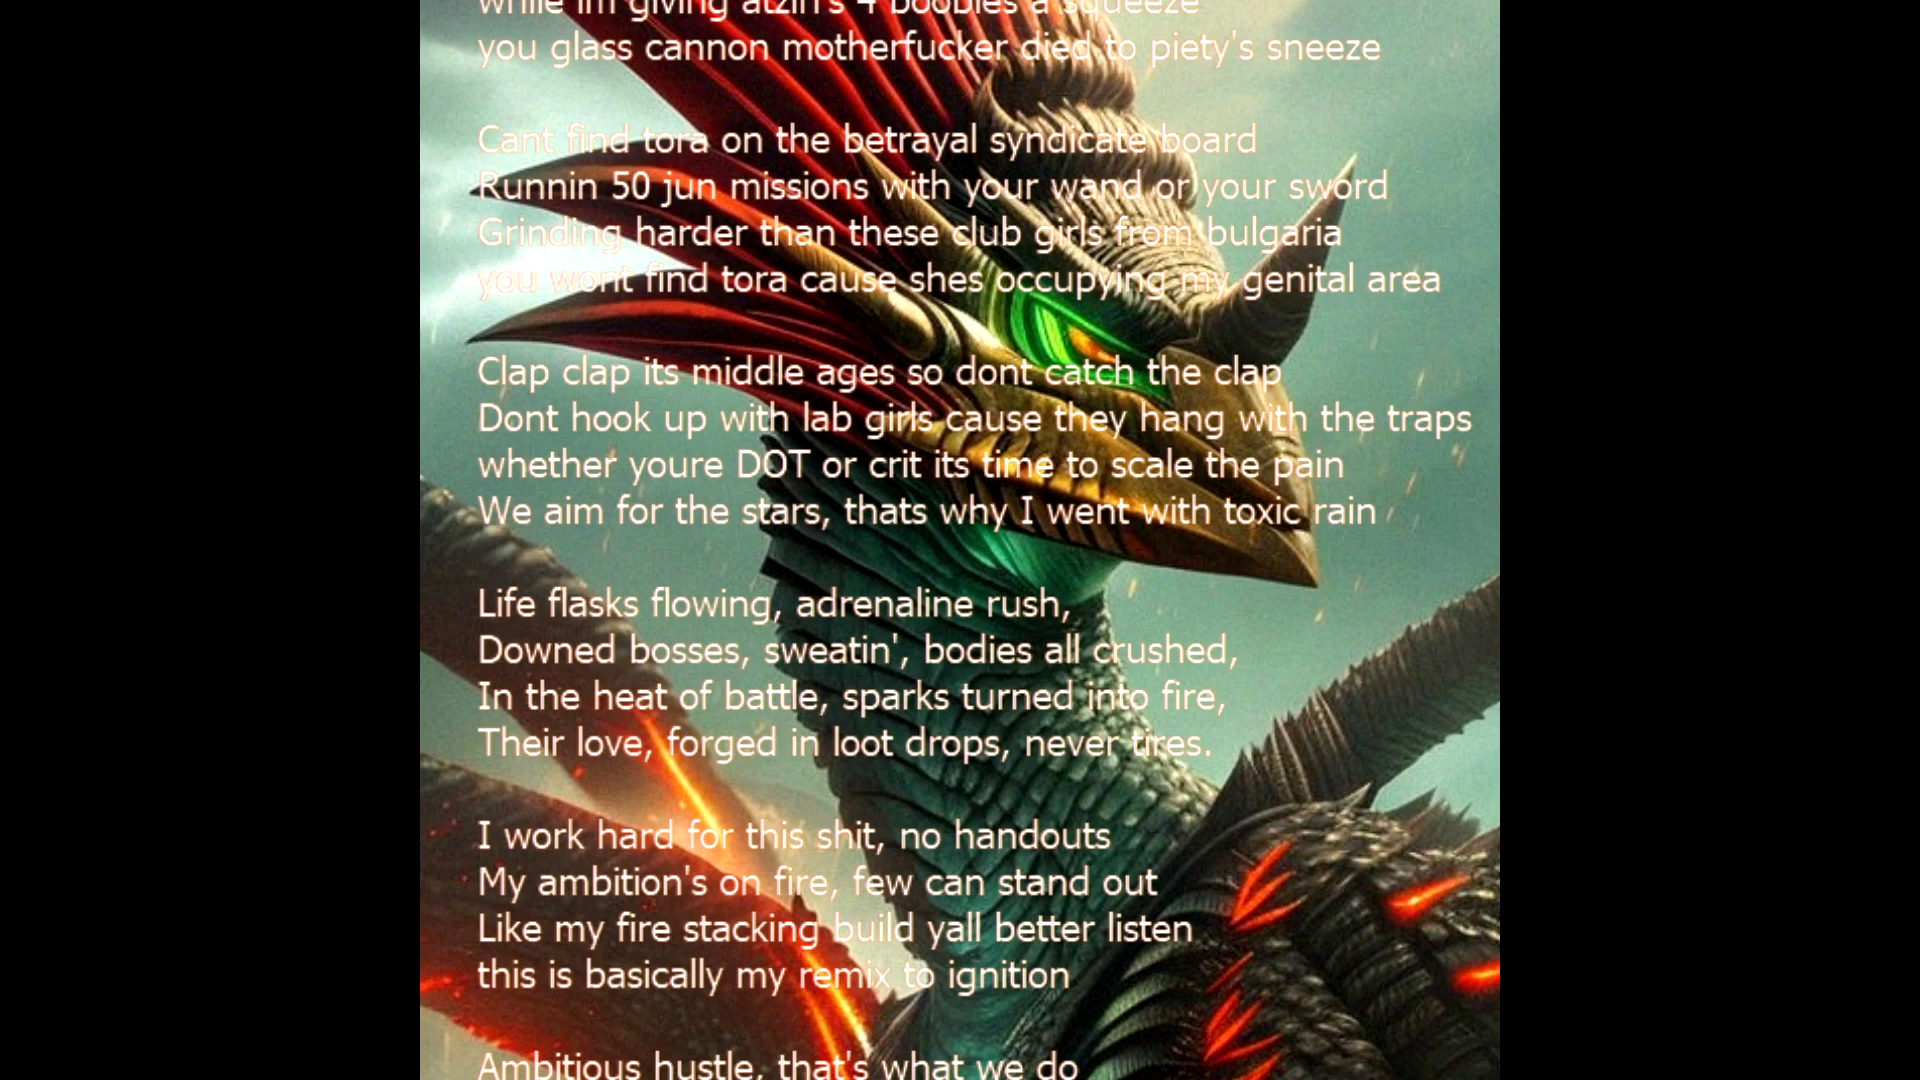 while im giving atziri's 4 boobies a squeeze
you glass cannon motherfucker died to piety's sneeze
Cant find tora on the betrayal syndicate board
Runnin 50 jun missions with your wand or your sword
Grinding harder than these club girls from bulgaria
you wont find tora cause shes occupying my genital area
Clap clap its middle ages so dont catch the clap
Dont hook up with lab girls cause they hang with the traps
whether youre DOT or crit its time to scale the pain
We aim for the stars, thats why I went with toxic rain
Life flasks flowing, adrenaline rush,
Downed bosses, sweatin', bodies all crushed,
In the heat of battle, sparks turned into fire,
Their love, forged in loot drops, never tires.
I work hard for this shit, no handouts
My ambition's on fire, few can stand out
Like my fire stacking build yall better listen
this is basically my remix to ignition
Ambitious hustle, that's what we do